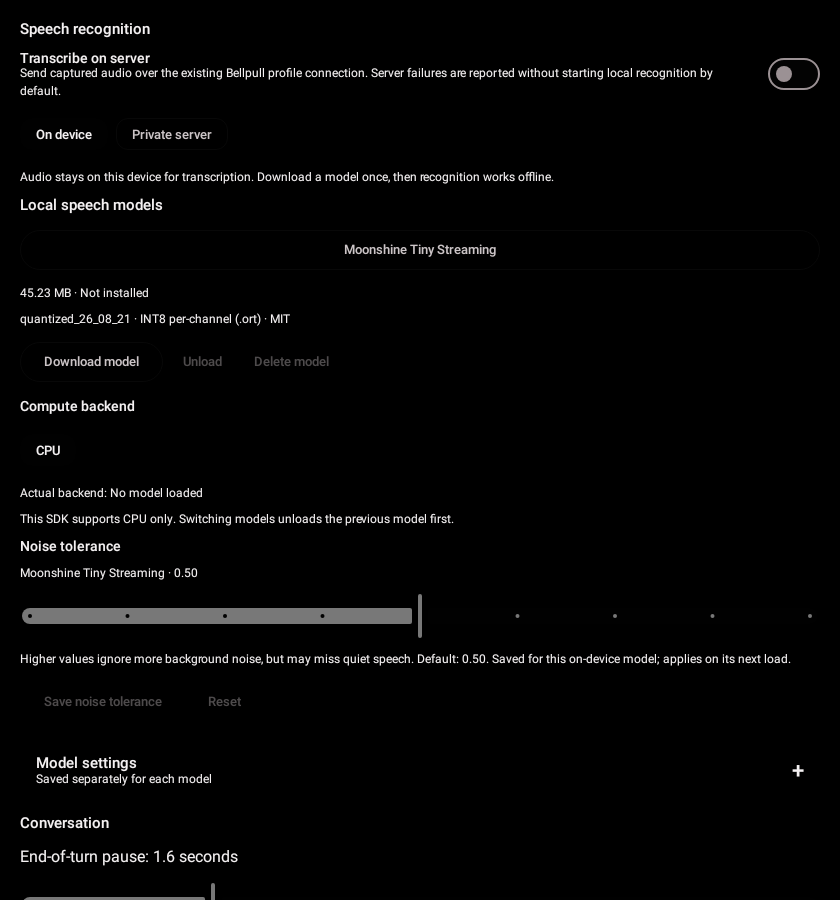 Speech recognition
Transcribe on server
Send captured audio over the existing Bellpull profile connection. Server failures are reported without starting local recognition by
default.
On device
Private server
Audio stays on this device for transcription. Download a model once, then recognition works offline.
Local speech models
Moonshine Tiny Streaming
45.23 MB · Not installed
quantized_26_08_21 · INT8 per-channel (.ort) · MIT
Download model
Unload
Delete model
Compute backend
CPU
Actual backend: No model loaded
This SDK supports CPU only. Switching models unloads the previous model first.
Noise tolerance
Moonshine Tiny Streaming · 0.50
Higher values ignore more background noise, but may miss quiet speech. Default: 0.50. Saved for this on-device model; applies on its next load.
Save noise tolerance
Reset
Model settings
Saved separately for each model
+
Conversation
End-of-turn pause: 1.6 seconds